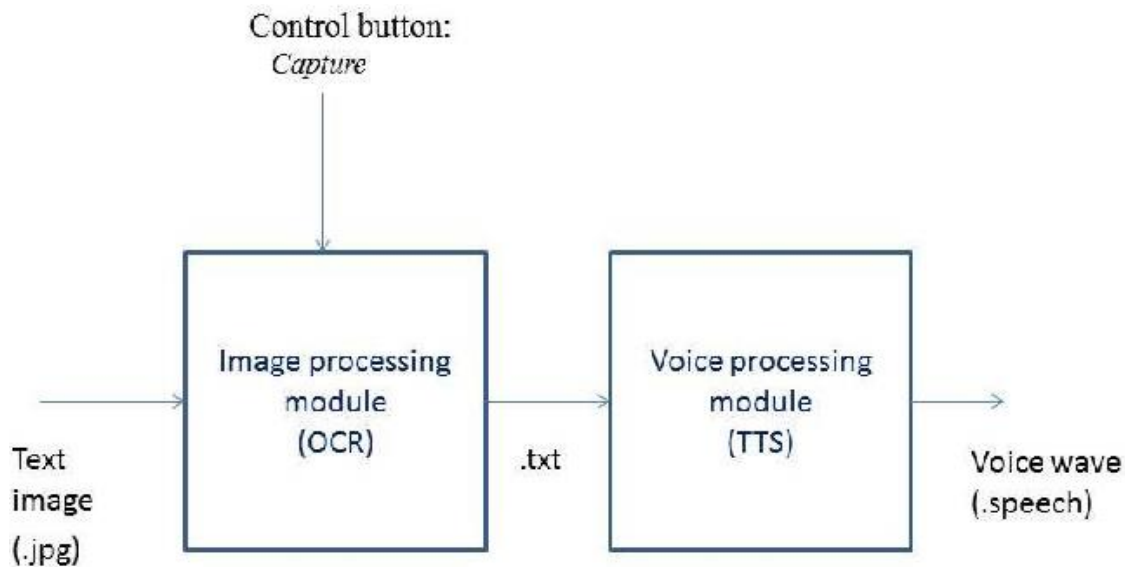 Control button:
Capture
Image processing
module
(OCR)
Voice processing
module
(TTS)
Text
image
(.jpg)
.txt
Voice wave
(.speech)